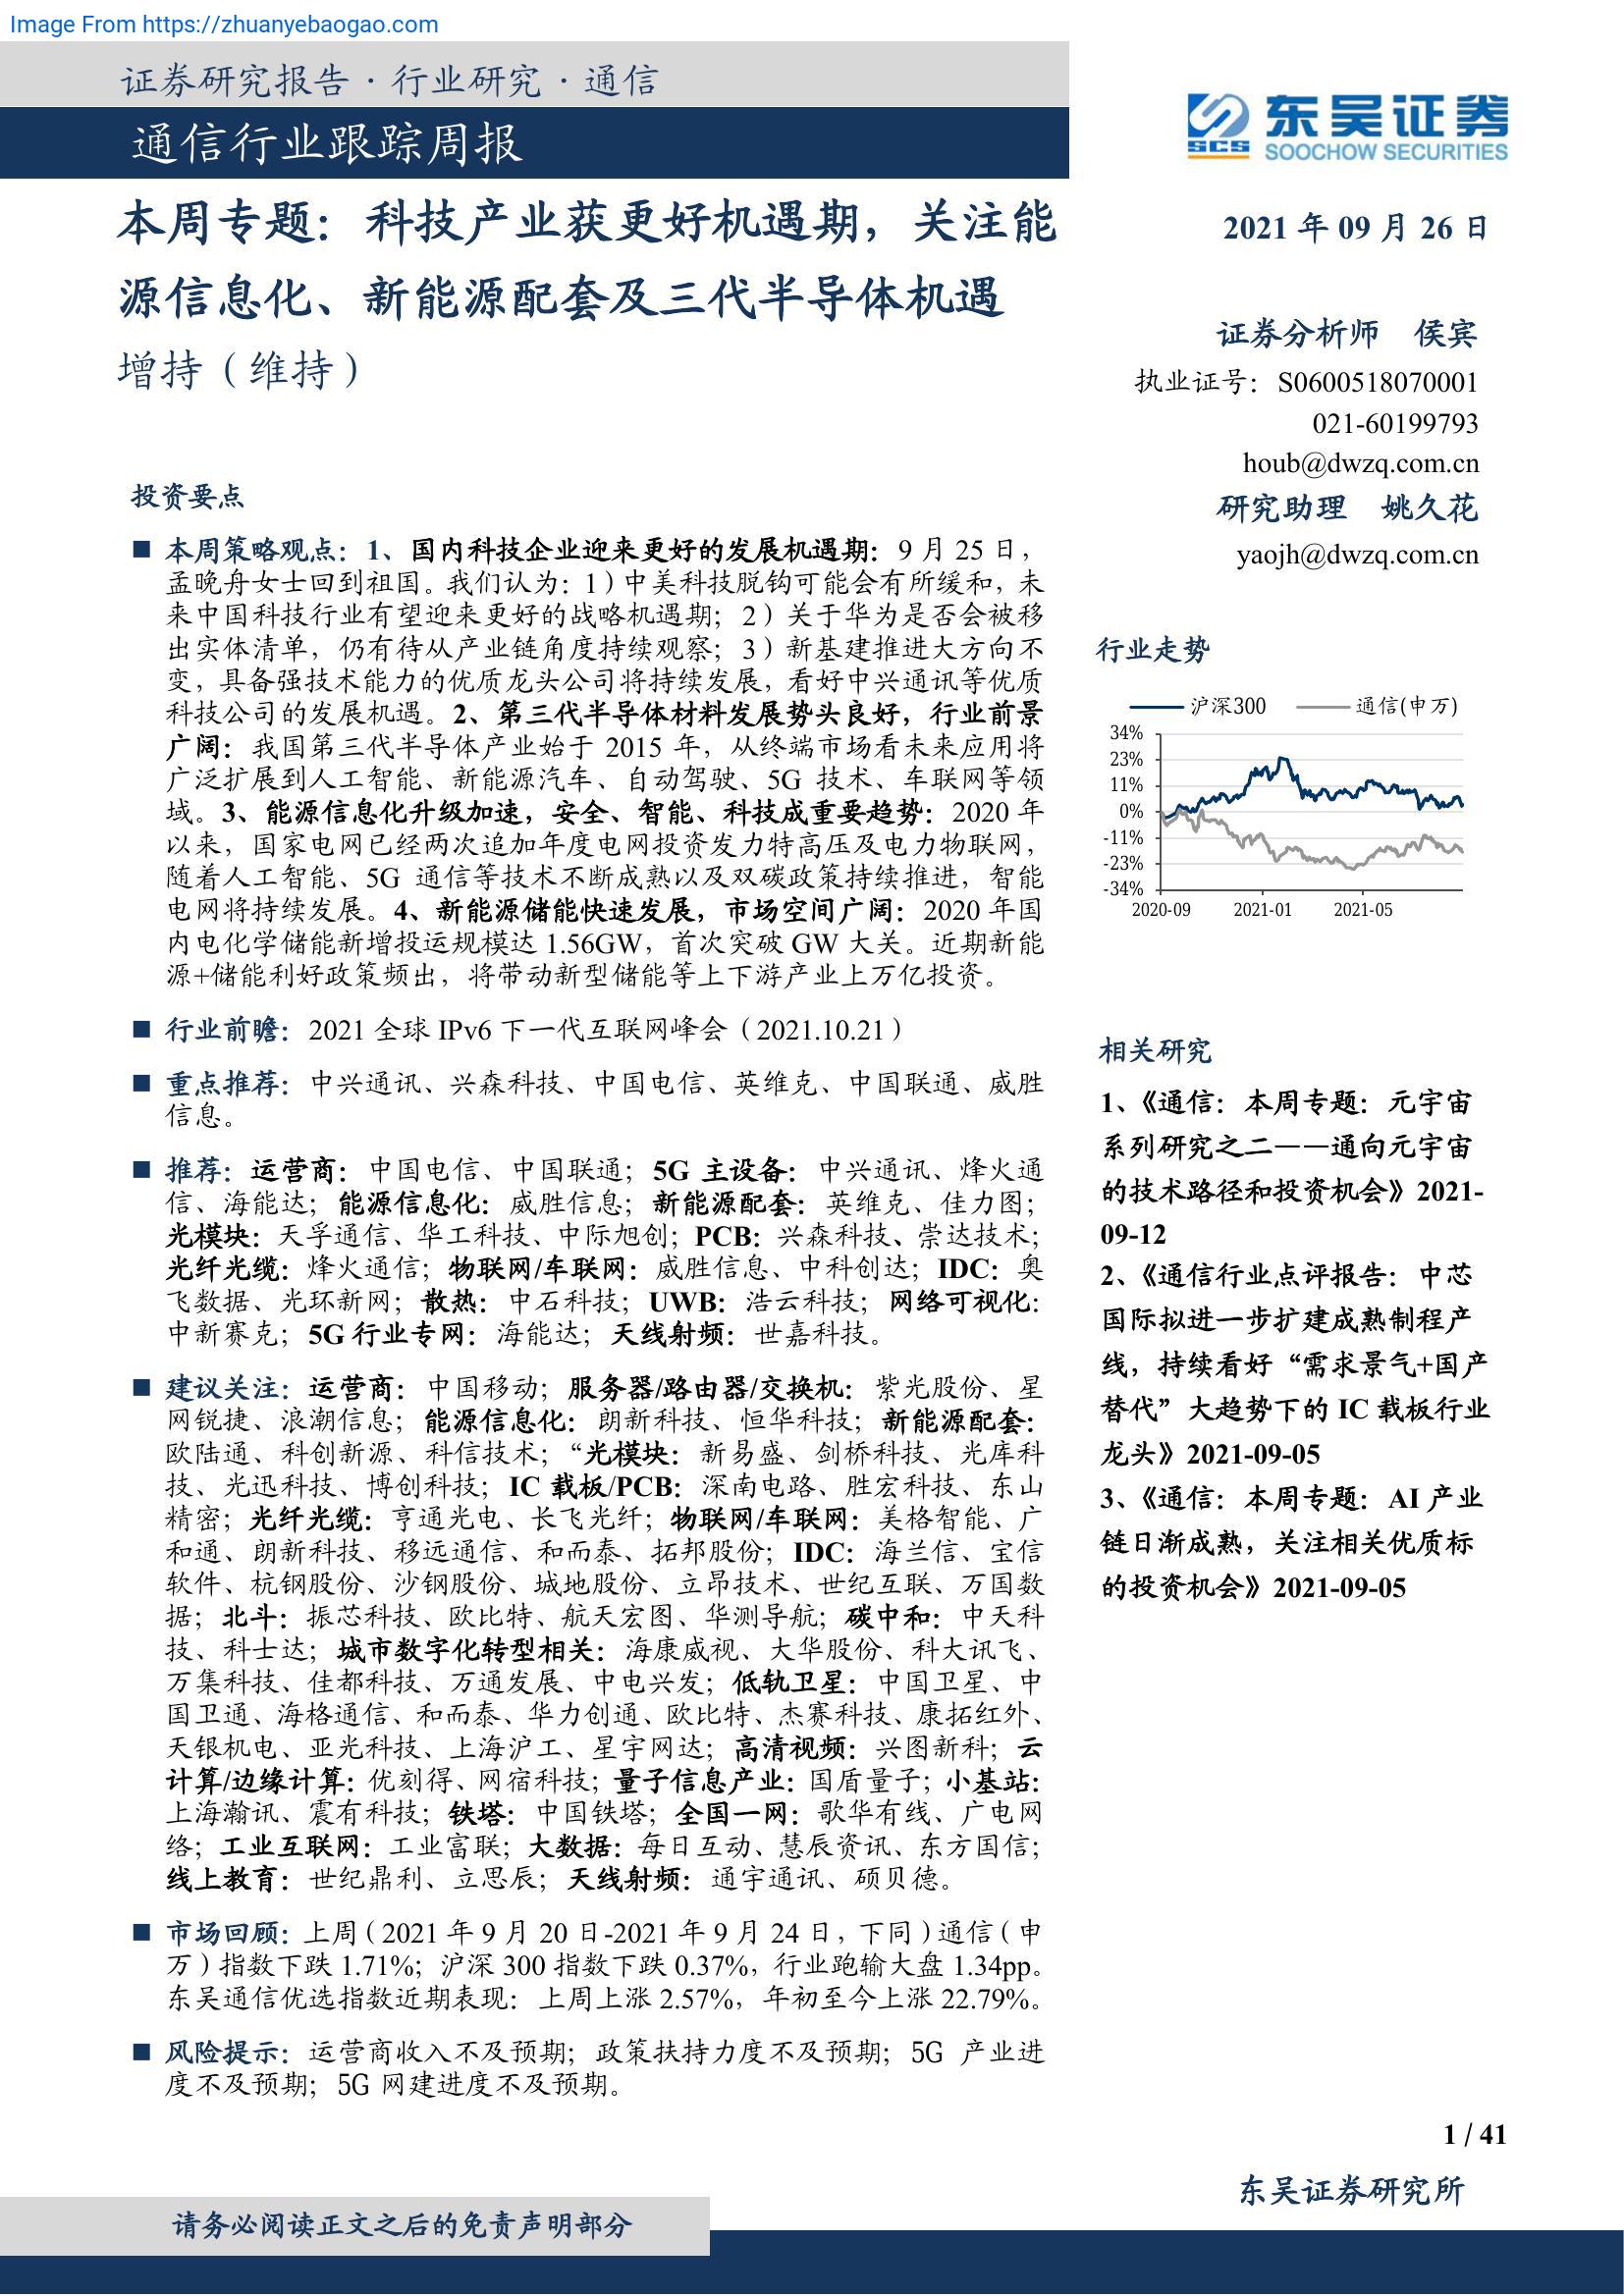 Image From https://zhuanyebaogao.com
证券研究报告·行业研究·通信
通信行业跟踪周报
东吴证券
SCS
SOOCHOW SECURITIES
本周专题：科技产业获更好机遇期，关注能
源信息化、新能源配套及三代半导体机遇
增持（维持）
2021 年 09 月 26 日
证券分析师 侯宾
执业证号：S0600518070001
021-60199793
houb@dwzq.com.cn
研究助理 姚久花
yaojh@dwzq.com.cn
投资要点
■ 本周策略观点：1、国内科技企业迎来更好的发展机遇期：9 月 25 日，
孟晚舟女士回到祖国。我们认为：1）中美科技脱钩可能会有所缓和，未
来中国科技行业有望迎来更好的战略机遇期；2）关于华为是否会被移
出实体清单，仍有待从产业链角度持续观察；3）新基建推进大方向不
变，具备强技术能力的优质龙头公司将持续发展，看好中兴通讯等优质
科技公司的发展机遇。2、第三代半导体材料发展势头良好，行业前景
广阔：我国第三代半导体产业始于 2015 年，从终端市场看未来应用将
广泛扩展到人工智能、新能源汽车、自动驾驶、5G 技术、车联网等领
域。3、能源信息化升级加速，安全、智能、科技成重要趋势：2020 年
以来，国家电网已经两次追加年度电网投资发力特高压及电力物联网，
随着人工智能、5G 通信等技术不断成熟以及双碳政策持续推进，智能
电网将持续发展。4、新能源储能快速发展，市场空间广阔：2020 年国
内电化学储能新增投运规模达 1.56GW，首次突破 GW 大关。近期新能
源+储能利好政策频出，将带动新型储能等上下游产业上万亿投资。
■ 行业前瞻：2021 全球 IPv6 下一代互联网峰会（2021.10.21）
■ 重点推荐：中兴通讯、兴森科技、中国电信、英维克、中国联通、威胜
信息。
■ 推荐：运营商：中国电信、中国联通；5G 主设备：中兴通讯、烽火通
信、海能达；能源信息化：威胜信息；新能源配套：英维克、佳力图；
光模块：天孚通信、华工科技、中际旭创；PCB：兴森科技、崇达技术；
光纤光缆：烽火通信；物联网/车联网：威胜信息、中科创达；IDC：奥
飞数据、光环新网；散热：中石科技；UWB：浩云科技；网络可视化：
中新赛克；5G 行业专网：海能达；天线射频：世嘉科技。
■ 建议关注：运营商：中国移动；服务器/路由器/交换机：紫光股份、星
网锐捷、浪潮信息；能源信息化：朗新科技、恒华科技；新能源配套：
欧陆通、科创新源、科信技术；“光模块：新易盛、剑桥科技、光库科
技、光迅科技、博创科技；IC 载板/PCB：深南电路、胜宏科技、东山
精密；光纤光缆：亨通光电、长飞光纤；物联网/车联网：美格智能、广
和通、朗新科技、移远通信、和而泰、拓邦股份；IDC：海兰信、宝信
软件、杭钢股份、沙钢股份、城地股份、立昂技术、世纪互联、万国数
据；北斗：振芯科技、欧比特、航天宏图、华测导航；碳中和：中天科
技、科士达；城市数字化转型相关：海康威视、大华股份、科大讯飞、
万集科技、佳都科技、万通发展、中电兴发；低轨卫星：中国卫星、中
国卫通、海格通信、和而泰、华力创通、欧比特、杰赛科技、康拓红外、
天银机电、亚光科技、上海沪工、星宇网达；高清视频：兴图新科；云
计算/边缘计算：优刻得、网宿科技；量子信息产业：国盾量子；小基站：
上海瀚讯、震有科技；铁塔：中国铁塔；全国一网：歌华有线、广电网
络；工业互联网：工业富联；大数据：每日互动、慧辰资讯、东方国信；
线上教育：世纪鼎利、立思辰；天线射频：通宇通讯、硕贝德。
■ 市场回顾：上周（2021 年 9 月 20 日-2021 年 9 月 24 日，下同）通信（申
万）指数下跌 1.71%；沪深 300 指数下跌 0.37%，行业跑输大盘 1.34pp。
东吴通信优选指数近期表现：上周上涨 2.57%，年初至今上涨 22.79%。
■ 风险提示：运营商收入不及预期；政策扶持力度不及预期；5G 产业进
度不及预期；5G 网建进度不及预期。
行业走势
沪深300 通信(申万)
34%
23%
11%
0%
-11%
-23%
-34%
2020-09 2021-01 2021-05
相关研究
1、《通信：本周专题：元宇宙
系列研究之二——通向元宇宙
的技术路径和投资机会》2021-
09-12
2、《通信行业点评报告：中芯
国际拟进一步扩建成熟制程产
线，持续看好“需求景气+国产
替代”大趋势下的 IC 载板行业
龙头》2021-09-05
3、《通信：本周专题：AI 产业
链日渐成熟，关注相关优质标
的投资机会》2021-09-05
1 / 41
东吴证券研究所
请务必阅读正文之后的免责声明部分